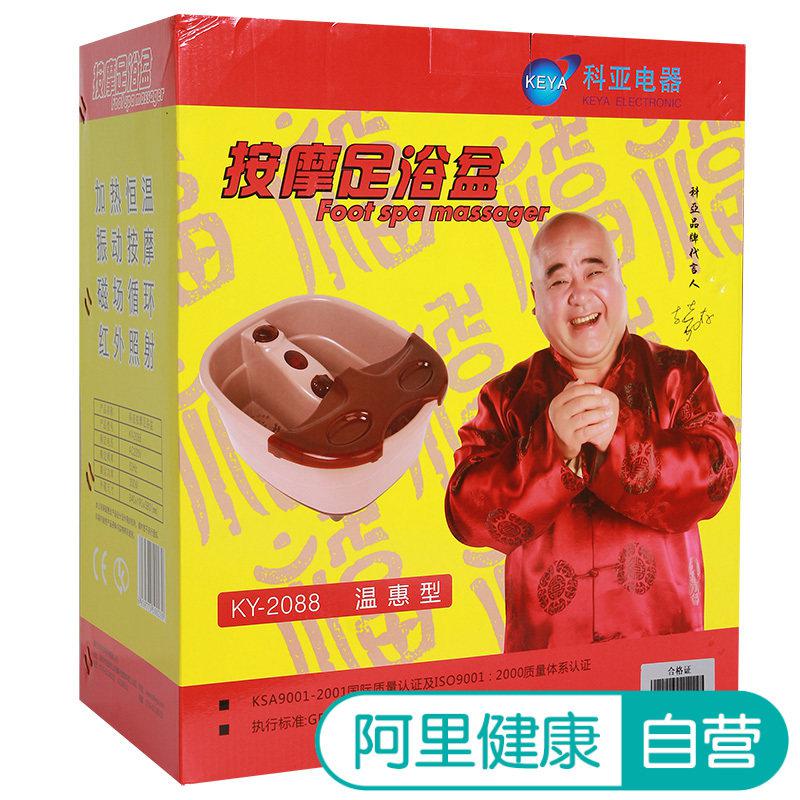 按摩足浴盆
Foot spa massager
加热恒温
振动按摩
磁场循环
红外照射
KEYA
科亚电器
KEYA ELECTRONIC
按摩足浴盆
Foot spa massager
科亞品牌代言人
KY-2088 温惠型
KSA9001-2001国际质量认证及ISO9001：2000质量体系认证
执行标准:G
合格证
阿里健康 自营